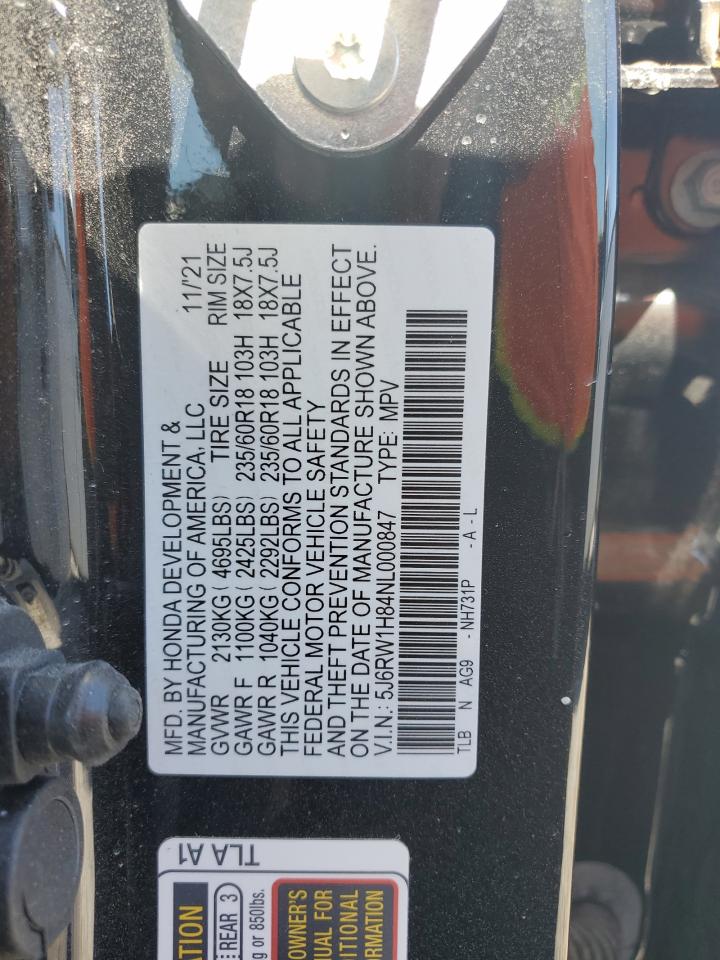 MFD. BY HONDA DEVELOPMENT &
MANUFACTURING OF AMERICA, LLC 11/'21
GVWR 2130KG ( 4695LBS) TIRE SIZE RIM SIZE
GAWR F 1100KG ( 2425LBS) 235/60R18 103H 18X7.5J
GAWR R 1040KG ( 2292LBS) 235/60R18 103H 18X7.5J
THIS VEHICLE CONFORMS TO ALL APPLICABLE
FEDERAL MOTOR VEHICLE SAFETY
AND THEFT PREVENTION STANDARDS IN EFFECT
ON THE DATE OF MANUFACTURE SHOWN ABOVE.
V.I.N.: 5J6RW1H84NL000847 TYPE: MPV
TLB N AG9 - NH731P - A - L
TLA A1
REAR 3
or 850lbs.
OWNER'S
FOR